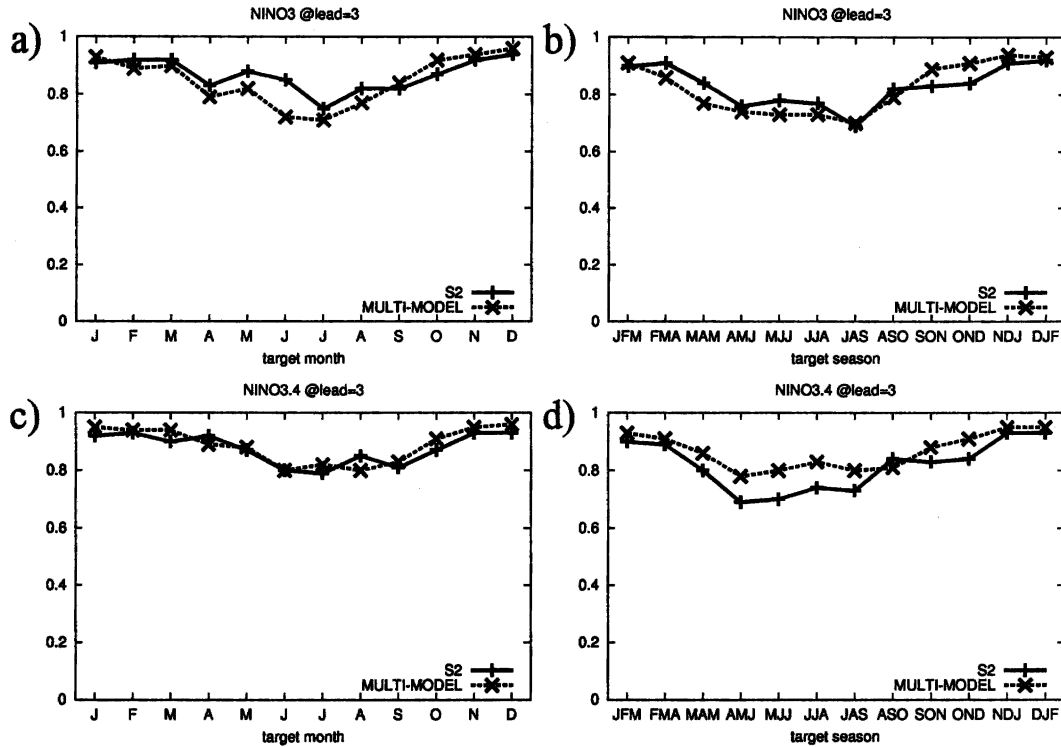 NINO3 @lead=3
a)
1
0.8
0.6
0.4
0.2
0
S2
MULTI-MODEL
J F M A M J J A S O N D
target month
NINO3 @lead=3
b)
1
0.8
0.6
0.4
0.2
0
S2
MULTI-MODEL
JFM FMA MAM AMJ MJJ JJA JAS ASO SON OND NDJ DJF
target season
NINO3.4 @lead=3
c)
1
0.8
0.6
0.4
0.2
0
S2
MULTI-MODEL
J F M A M J J A S O N D
target month
NINO3.4 @lead=3
d)
1
0.8
0.6
0.4
0.2
0
S2
MULTI-MODEL
JFM FMA MAM AMJ MJJ JJA JAS ASO SON OND NDJ DJF
target season